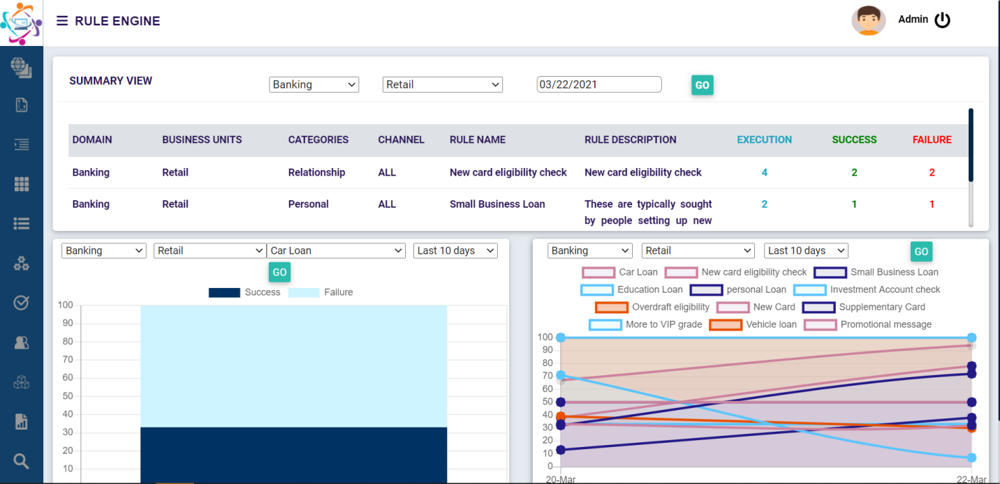 RULE ENGINE
Admin
SUMMARY VIEW
Banking Retail 03/22/2021 GO
DOMAIN BUSINESS UNITS CATEGORIES CHANNEL RULE NAME RULE DESCRIPTION EXECUTION SUCCESS FAILURE
Banking Retail Relationship ALL New card eligibility check New card eligibility check 4 2 2
Banking Retail Personal ALL Small Business Loan These are typically sought 2 1 1
by people setting up new
Banking Retail Car Loan Last 10 days
GO
Success Failure
100
90
80
70
60
50
40
30
20
10
Banking Retail Last 10 days GO
Car Loan New card eligibility check Small Business Loan
Education Loan personal Loan Investment Account check
Overdraft eligibility New Card Supplementary Card
More to VIP grade Vehicle loan Promotional message
100
90
80
70
60
50
40
30
20
10
0
20-Mar 22-Mar